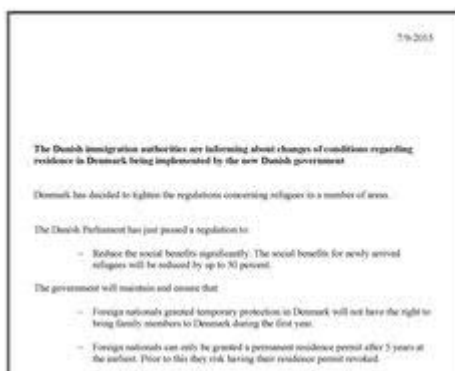 7/9-2015
The Danish immigration authorities are informing about changes of conditions regarding
residence in Denmark being implemented by the new Danish government
Denmark has decided to tighten the regulations concerning refugees in a number of areas.
The Danish Parliament has just passed a regulation to:
- Reduce the social benefits significantly. The social benefits for newly arrived
refugees will be reduced by up to 50 percent.
The government will maintain and ensure that
- Foreign nationals granted temporary protection in Denmark will not have the right to
bring family members to Denmark during the first year.
- Foreign nationals can only be granted a permanent residence permit after 5 years at
the earliest. Prior to this they risk having their residence permit revoked.